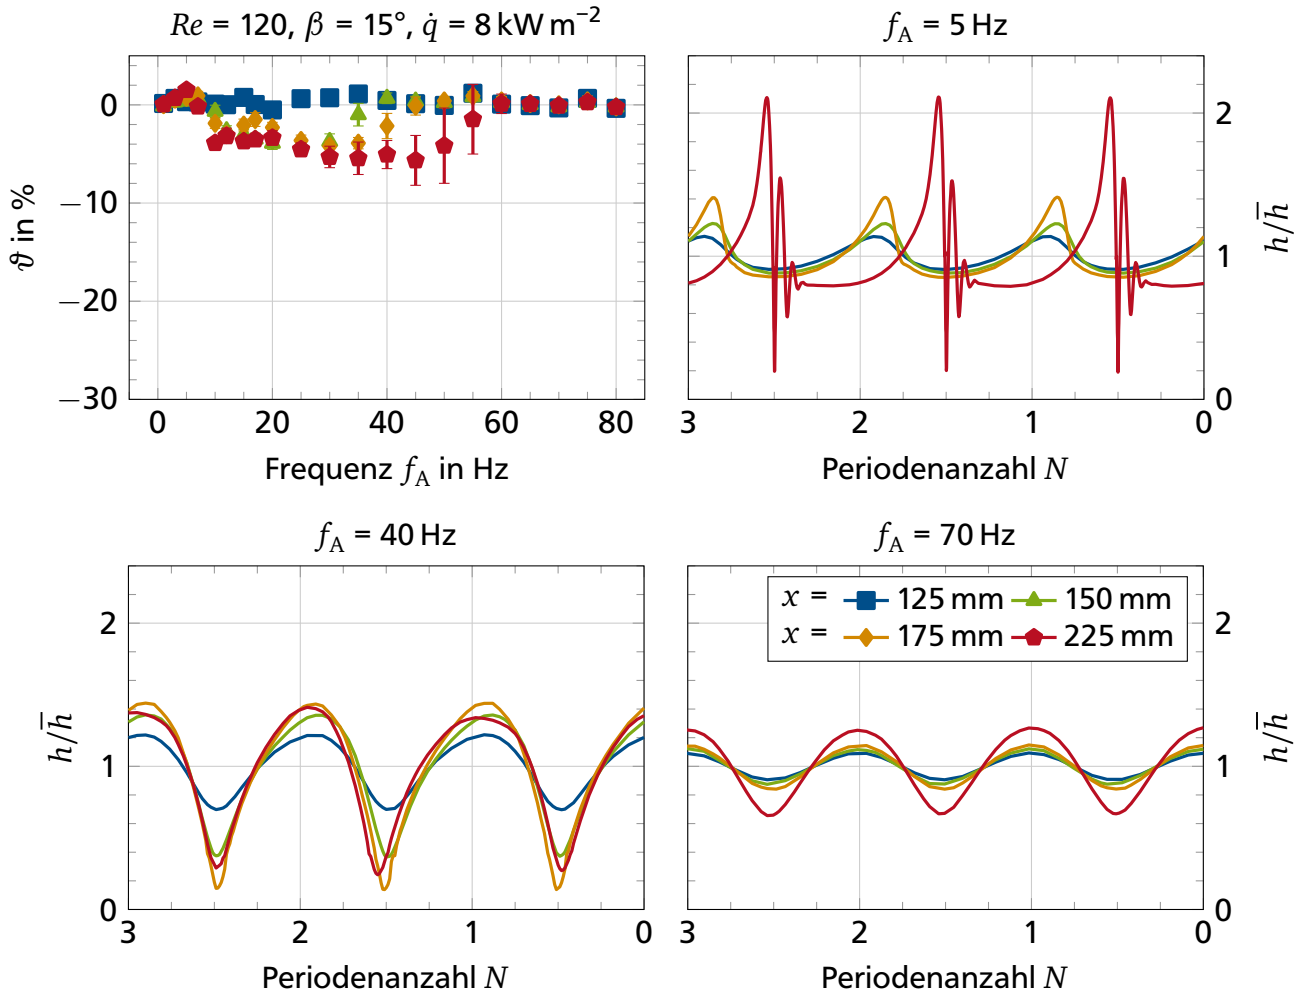 Re = 120, β = 15°, q̇ = 8 kW m⁻²
0
−10
−20
−30
ϑ in %
0 20 40 60 80
Frequenz f_A in Hz
f_A = 5 Hz
2
1
0
h/h̅
3 2 1 0
Periodenanzahl N
f_A = 40 Hz
2
1
0
h/h̅
3 2 1 0
Periodenanzahl N
f_A = 70 Hz
x = 125 mm 150 mm
x = 175 mm 225 mm
2
1
0
h/h̅
3 2 1 0
Periodenanzahl N